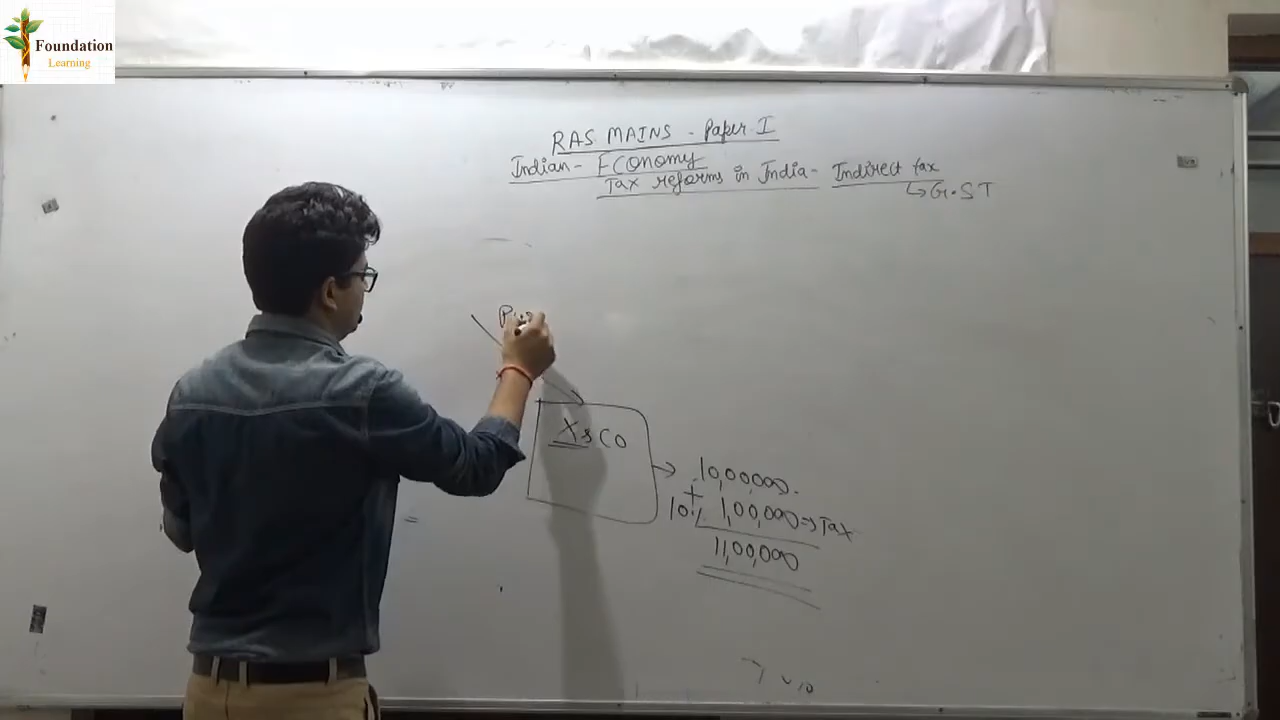 Foundation
Learning
RAS MAINS - Paper I
Indian - Economy
Tax reforms in India - Indirect tax
↳ G.S T
X & CO
→ 10,00,000.
+
10% 1,00,000 ⇒ Tax
11,00,000